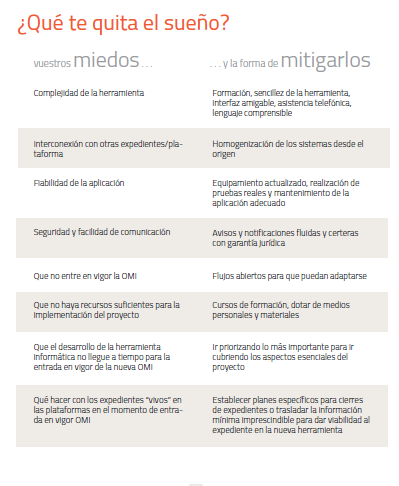 ¿Qué te quita el sueño?
vuestros miedos . . .
. . . y la forma de mitigarlos
Complejidad de la herramienta
Formación, sencillez de la herramienta,
interfaz amigable, asistencia telefónica,
lenguaje comprensible
Interconexión con otras expedientes/pla-
taforma
Homogenización de los sistemas desde el
origen
Fiabilidad de la aplicación
Equipamiento actualizado, realización de
pruebas reales y mantenimiento de la
aplicación adecuado
Seguridad y facilidad de comunicación
Avisos y notificaciones fluidas y certeras
con garantía jurídica
Que no entre en vigor la OMI
Flujos abiertos para que puedan adaptarse
Que no haya recursos suficientes para la
implementación del proyecto
Cursos de formación, dotar de medios
personales y materiales
Que el desarrollo de la herramienta
informática no llegue a tiempo para la
entrada en vigor de la nueva OMI
Ir priorizando lo más importante para ir
cubriendo los aspectos esenciales del
proyecto
Qué hacer con los expedientes "vivos" en
las plataformas en el momento de entra-
da en vigor OMI
Establecer planes específicos para cierres
de expedientes o trasladar la información
mínima imprescindible para dar viabilidad al
expediente en la nueva herramienta